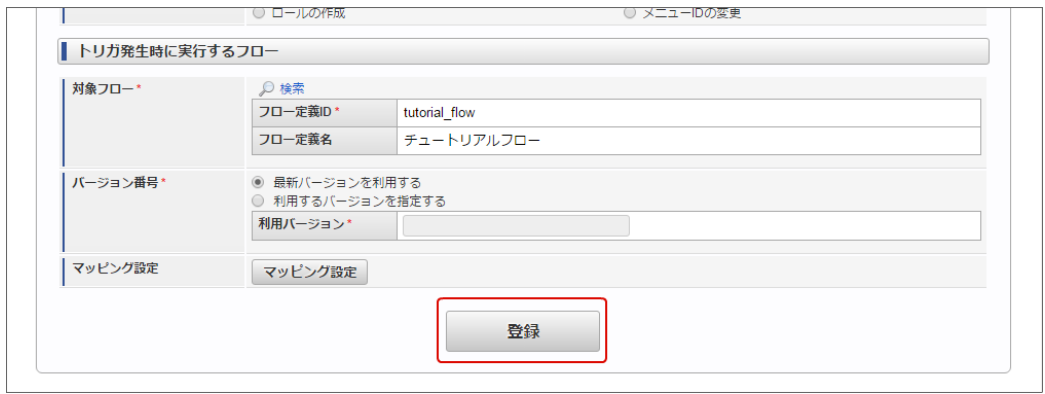 ロールの作成 メニューIDの変更
トリガ発生時に実行するフロー
対象フロー* 検索
フロー定義ID* tutorial_flow
フロー定義名 チュートリアルフロー
バージョン番号* 最新バージョンを利用する
利用するバージョンを指定する
利用バージョン*
マッピング設定 マッピング設定
登録